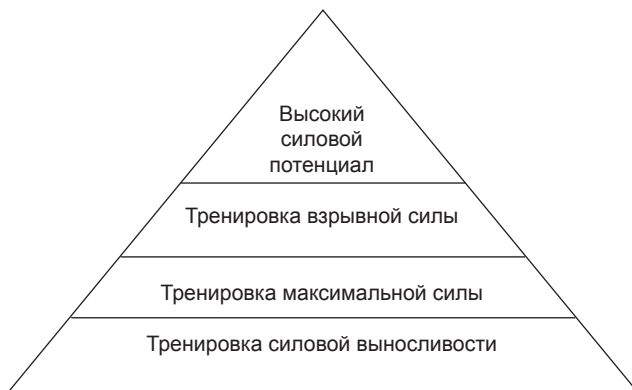 Высокий
силовой
потенциал
Тренировка взрывной силы
Тренировка максимальной силы
Тренировка силовой выносливости